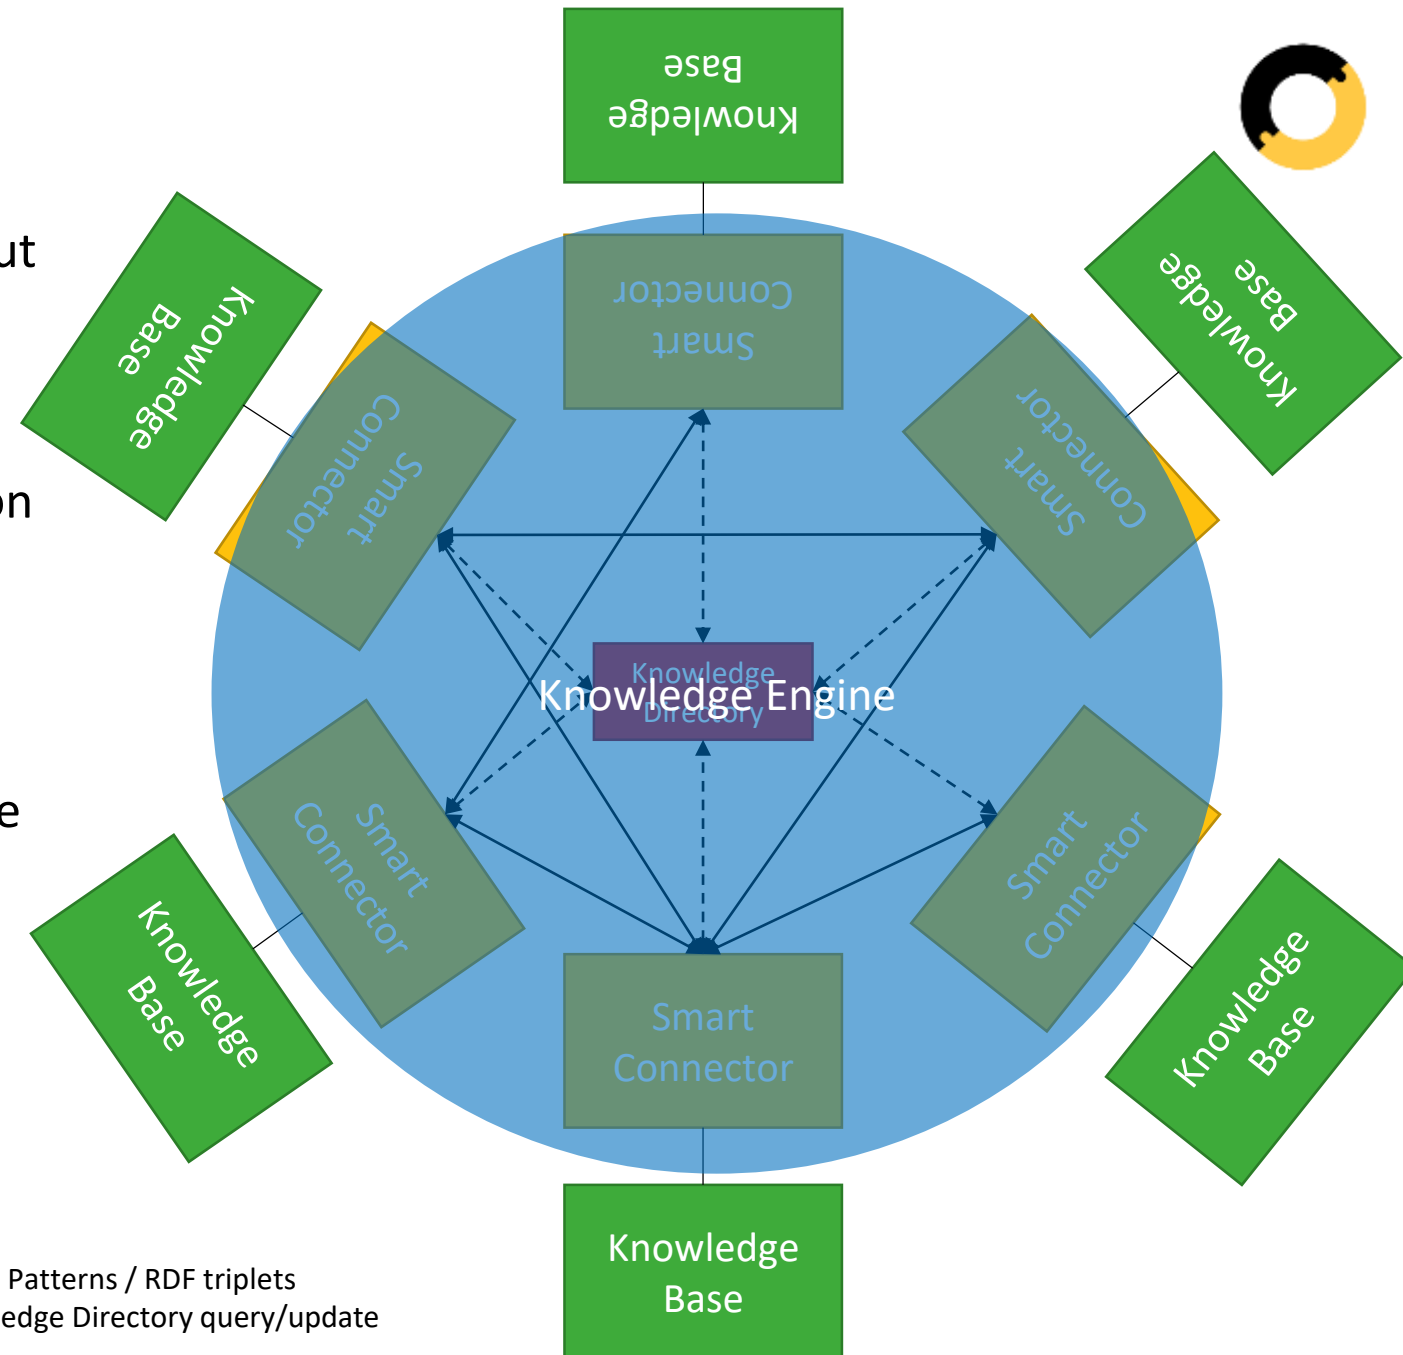 Knowledge
Base
ut
Knowledge
Base
Knowledge
Base
Smart
Connector
Smart
Connector
Smart
Connector
on
Knowledge
Directory
Knowledge Engine
e
Smart
Connector
Smart
Connector
Knowledge
Base
Knowledge
Base
Smart
Connector
Knowledge
Base
Patterns / RDF triplets
edge Directory query/update